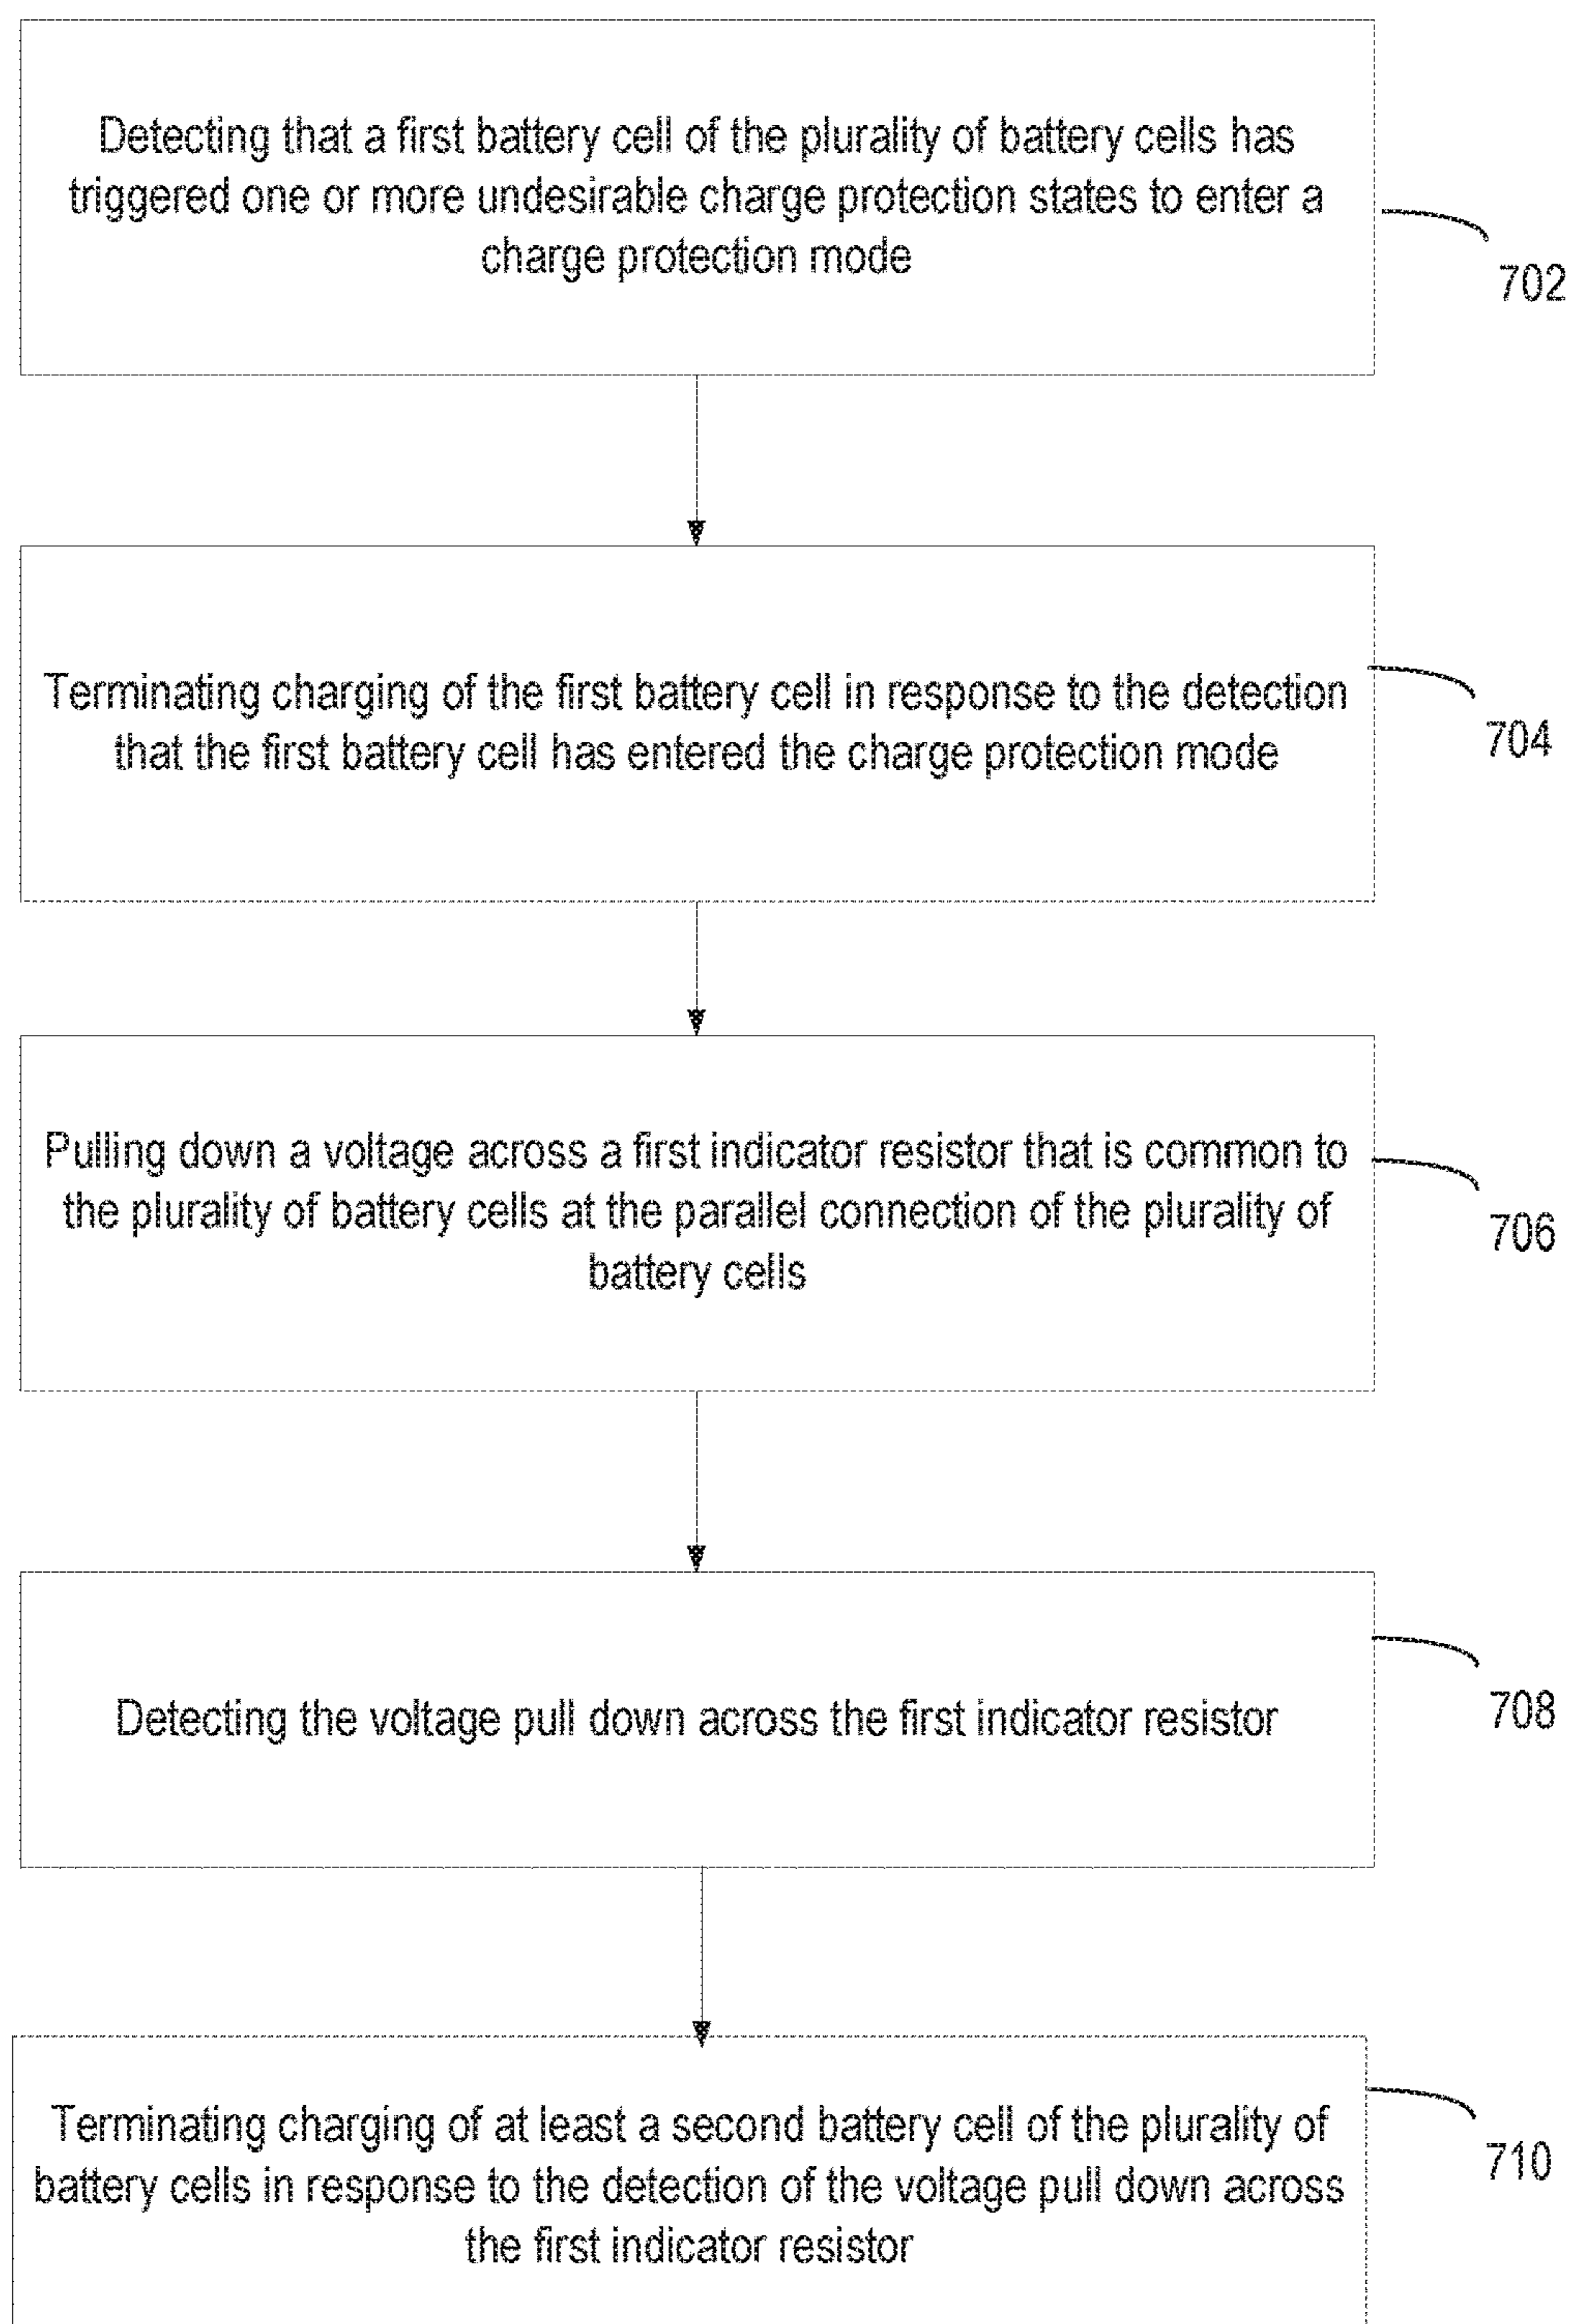 Detecting that a first battery cell of the plurality of battery cells has
triggered one or more undesirable charge protection states to enter a
charge protection mode
702
Terminating charging of the first battery cell in response to the detection
that the first battery cell has entered the charge protection mode
704
Pulling down a voltage across a first indicator resistor that is common to
the plurality of battery cells at the parallel connection of the plurality of
battery cells
706
Detecting the voltage pull down across the first indicator resistor
708
Terminating charging of at least a second battery cell of the plurality of
battery cells in response to the detection of the voltage pull down across
the first indicator resistor
710